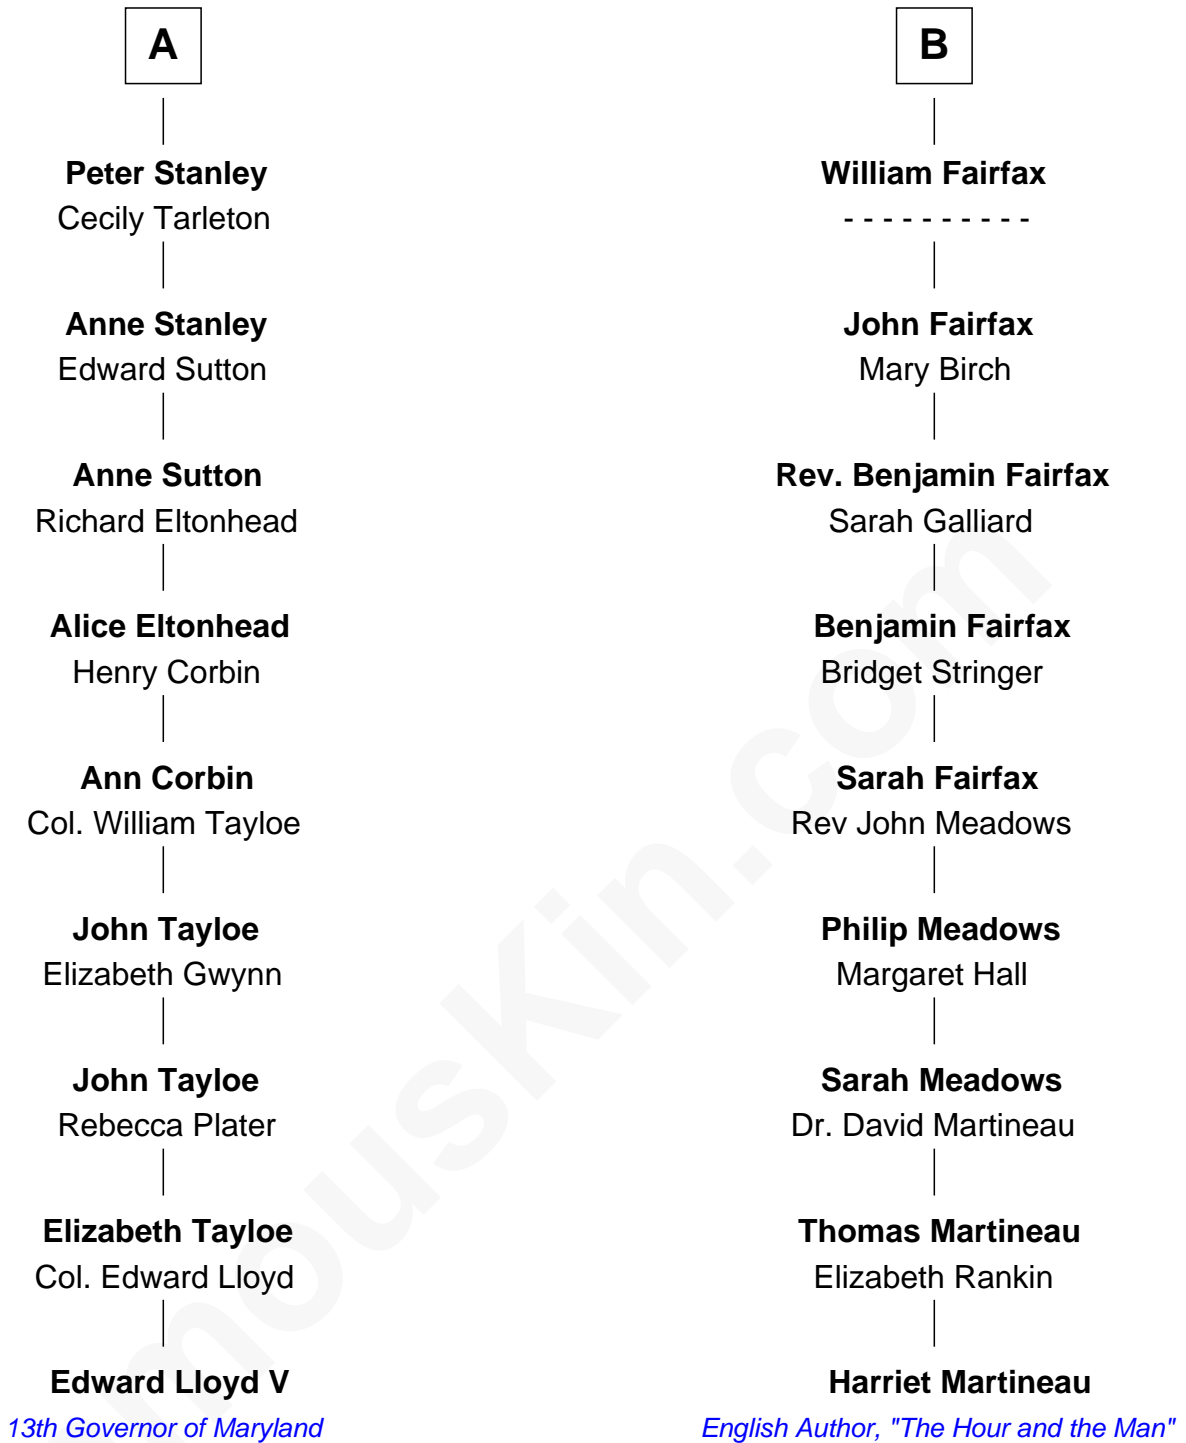 A
Peter Stanley
Cecily Tarleton
Anne Stanley
Edward Sutton
Anne Sutton
Richard Eltonhead
Alice Eltonhead
Henry Corbin
Ann Corbin
Col. William Tayloe
John Tayloe
Elizabeth Gwynn
John Tayloe
Rebecca Plater
Elizabeth Tayloe
Col. Edward Lloyd
Edward Lloyd V
13th Governor of Maryland
B
William Fairfax
- - - - - - - - - -
John Fairfax
Mary Birch
Rev. Benjamin Fairfax
Sarah Galliard
Benjamin Fairfax
Bridget Stringer
Sarah Fairfax
Rev John Meadows
Philip Meadows
Margaret Hall
Sarah Meadows
Dr. David Martineau
Thomas Martineau
Elizabeth Rankin
Harriet Martineau
English Author, "The Hour and the Man"
mousKin.com